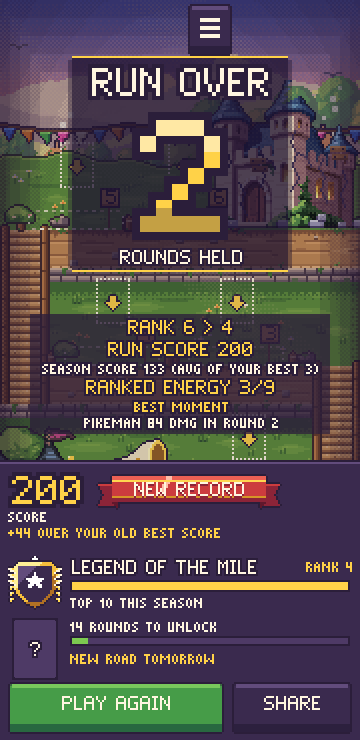 RUN OVER
5
6
2
ROUNDS HELD
3
RANK 6 > 4
RUN SCORE 200
SEASON SCORE 133 (AVG OF YOUR BEST 3)
RANKED ENERGY 3/9
BEST MOMENT
PIKEMAN 84 DMG IN ROUND 2
200
NEW RECORD
SCORE
+44 OVER YOUR OLD BEST SCORE
LEGEND OF THE MILE
RANK 4
TOP 10 THIS SEASON
14 ROUNDS TO UNLOCK
?
NEW ROAD TOMORROW
PLAY AGAIN
SHARE